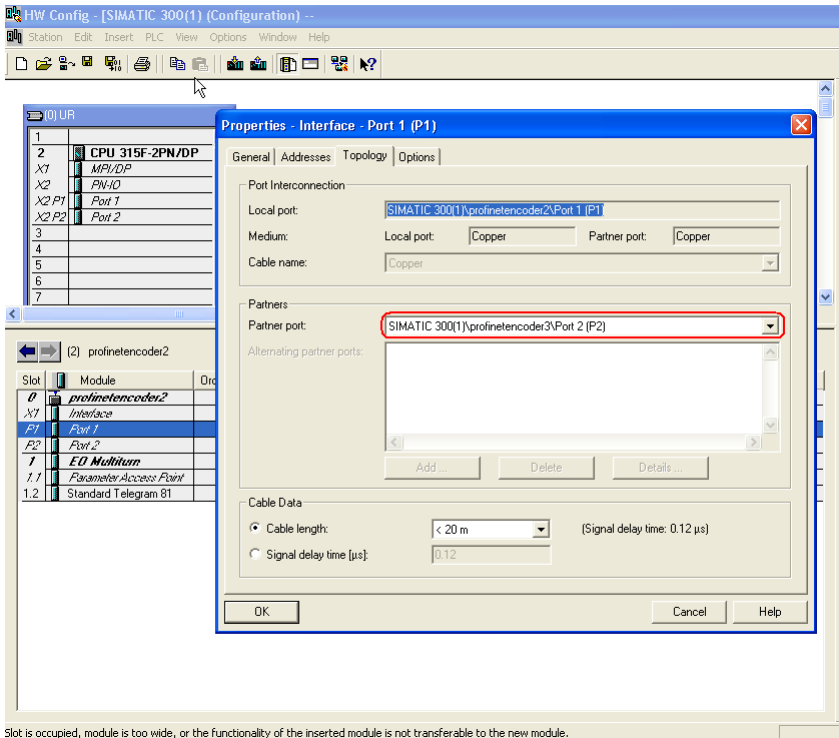 HW Config - [SIMATIC 300(1) (Configuration) --
Station Edit Insert PLC View Options Window Help
(0) UR
1
2 CPU 315F-2PN/DP
X1 MPI/DP
X2 PN-IO
X2 P1 Port 1
X2 P2 Port 2
3
4
5
6
7
(2) profinetencoder2
Slot Module Orc
0 profinetencoder2
X1 Interface
P1 Port 1
P2 Port 2
1 EO Multiturn
1.1 Parameter Access Point
1.2 Standard Telegram 81
Properties - Interface - Port 1 (P1)
General Addresses Topology Options
Port Interconnection
Local port: SIMATIC 300(1)\profinetencoder2\Port 1 (P1)
Medium: Local port: Copper Partner port: Copper
Cable name: Copper
Partners
Partner port: SIMATIC 300(1)\profinetencoder3\Port 2 (P2)
Alternating partner ports:
Add ... Delete Details ...
Cable Data
Cable length: < 20 m (Signal delay time: 0.12 µs)
Signal delay time [µs]: 0.12
OK Cancel Help
Slot is occupied, module is too wide, or the functionality of the inserted module is not transferable to the new module.